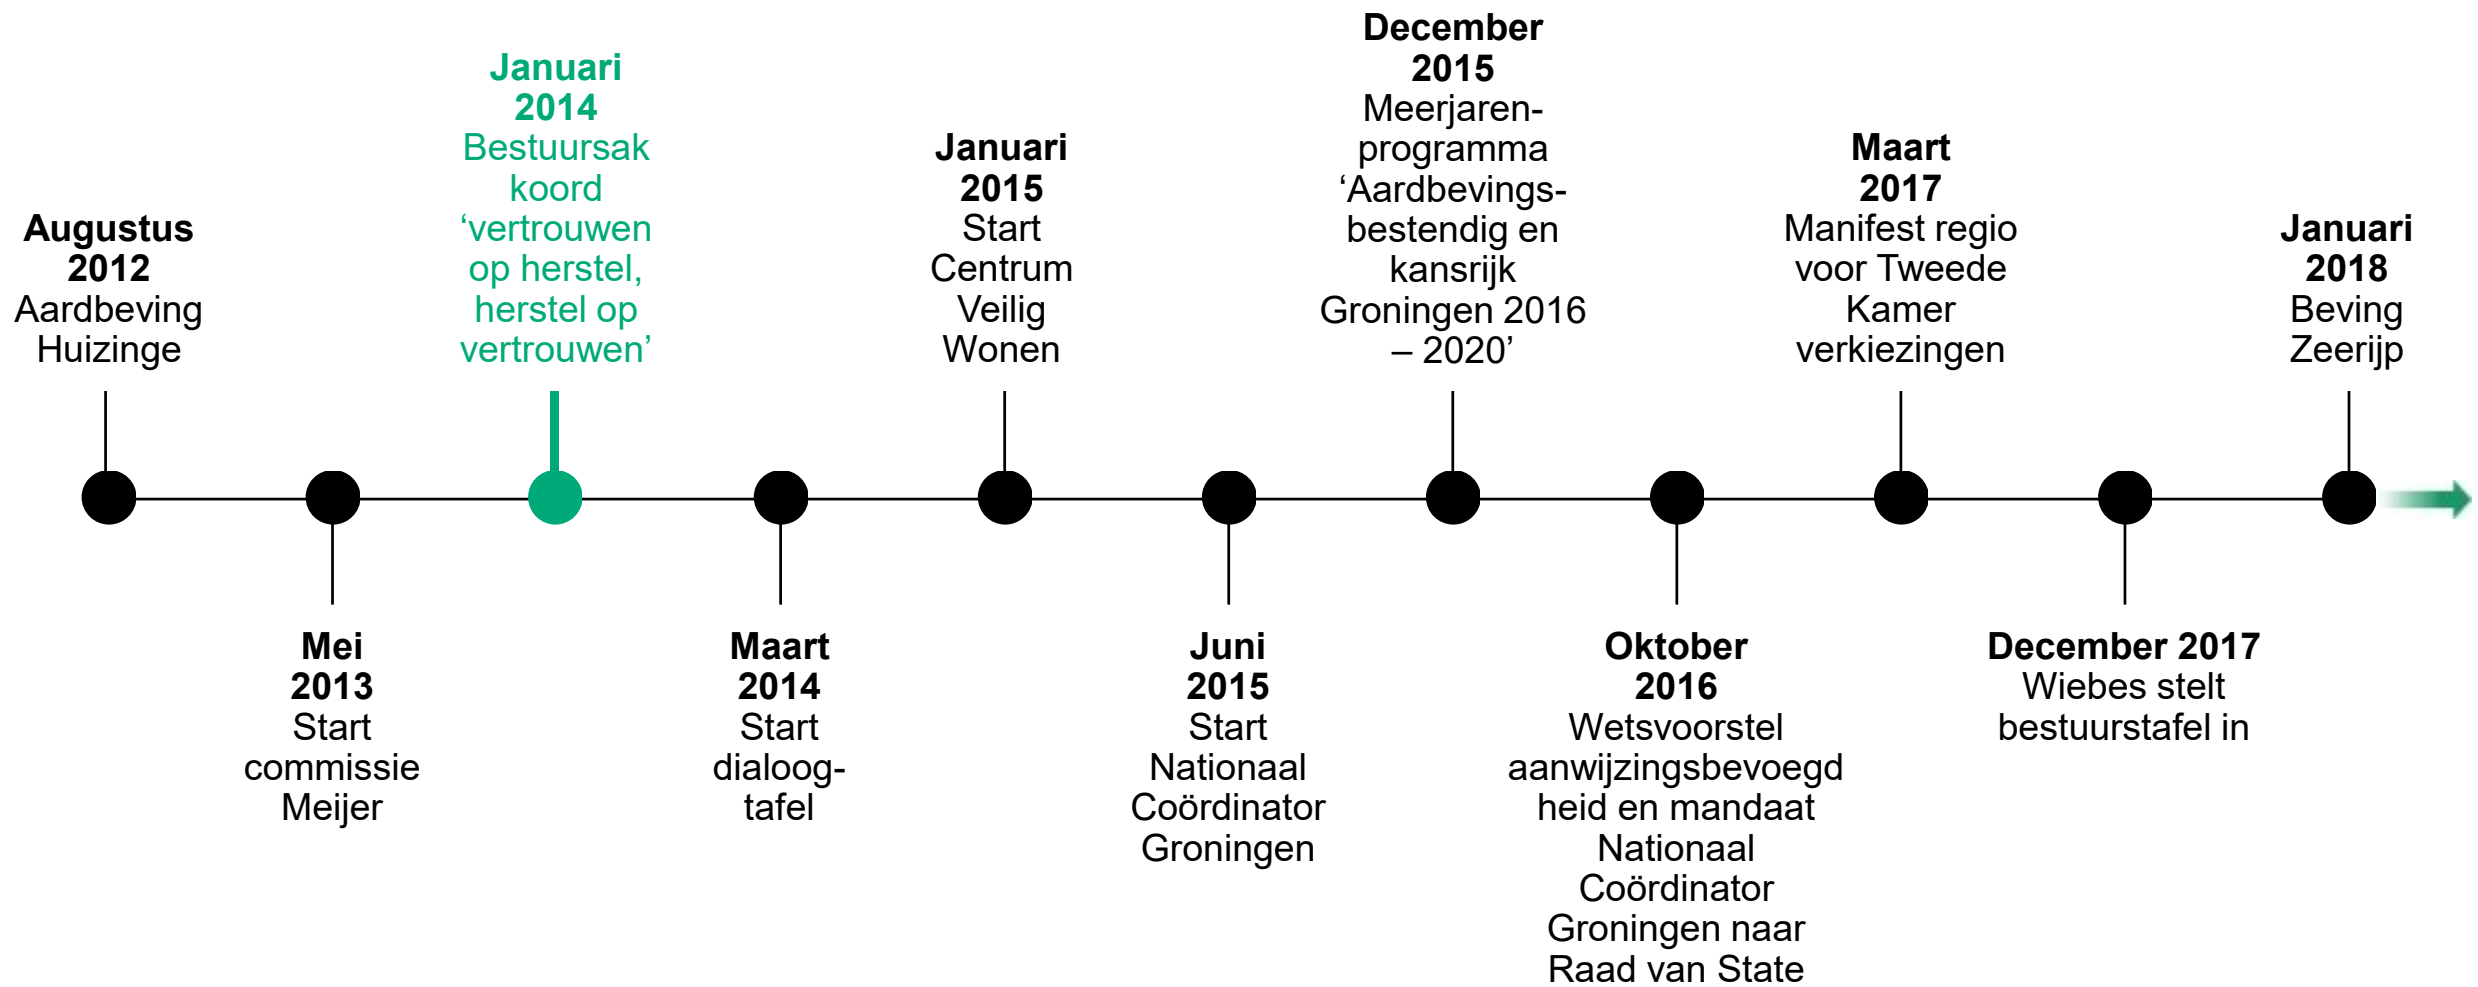 Augustus
2012
Aardbeving
Huizinge
Mei
2013
Start
commissie
Meijer
Januari
2014
Bestuursak
koord
‘vertrouwen
op herstel,
herstel op
vertrouwen’
Maart
2014
Start
dialoog-
tafel
Januari
2015
Start
Centrum
Veilig
Wonen
Juni
2015
Start
Nationaal
Coördinator
Groningen
December
2015
Meerjaren-
programma
‘Aardbevings-
bestendig en
kansrijk
Groningen 2016
– 2020’
Oktober
2016
Wetsvoorstel
aanwijzingsbevoegd
heid en mandaat
Nationaal
Coördinator
Groningen naar
Raad van State
Maart
2017
Manifest regio
voor Tweede
Kamer
verkiezingen
December 2017
Wiebes stelt
bestuurstafel in
Januari
2018
Beving
Zeerijp